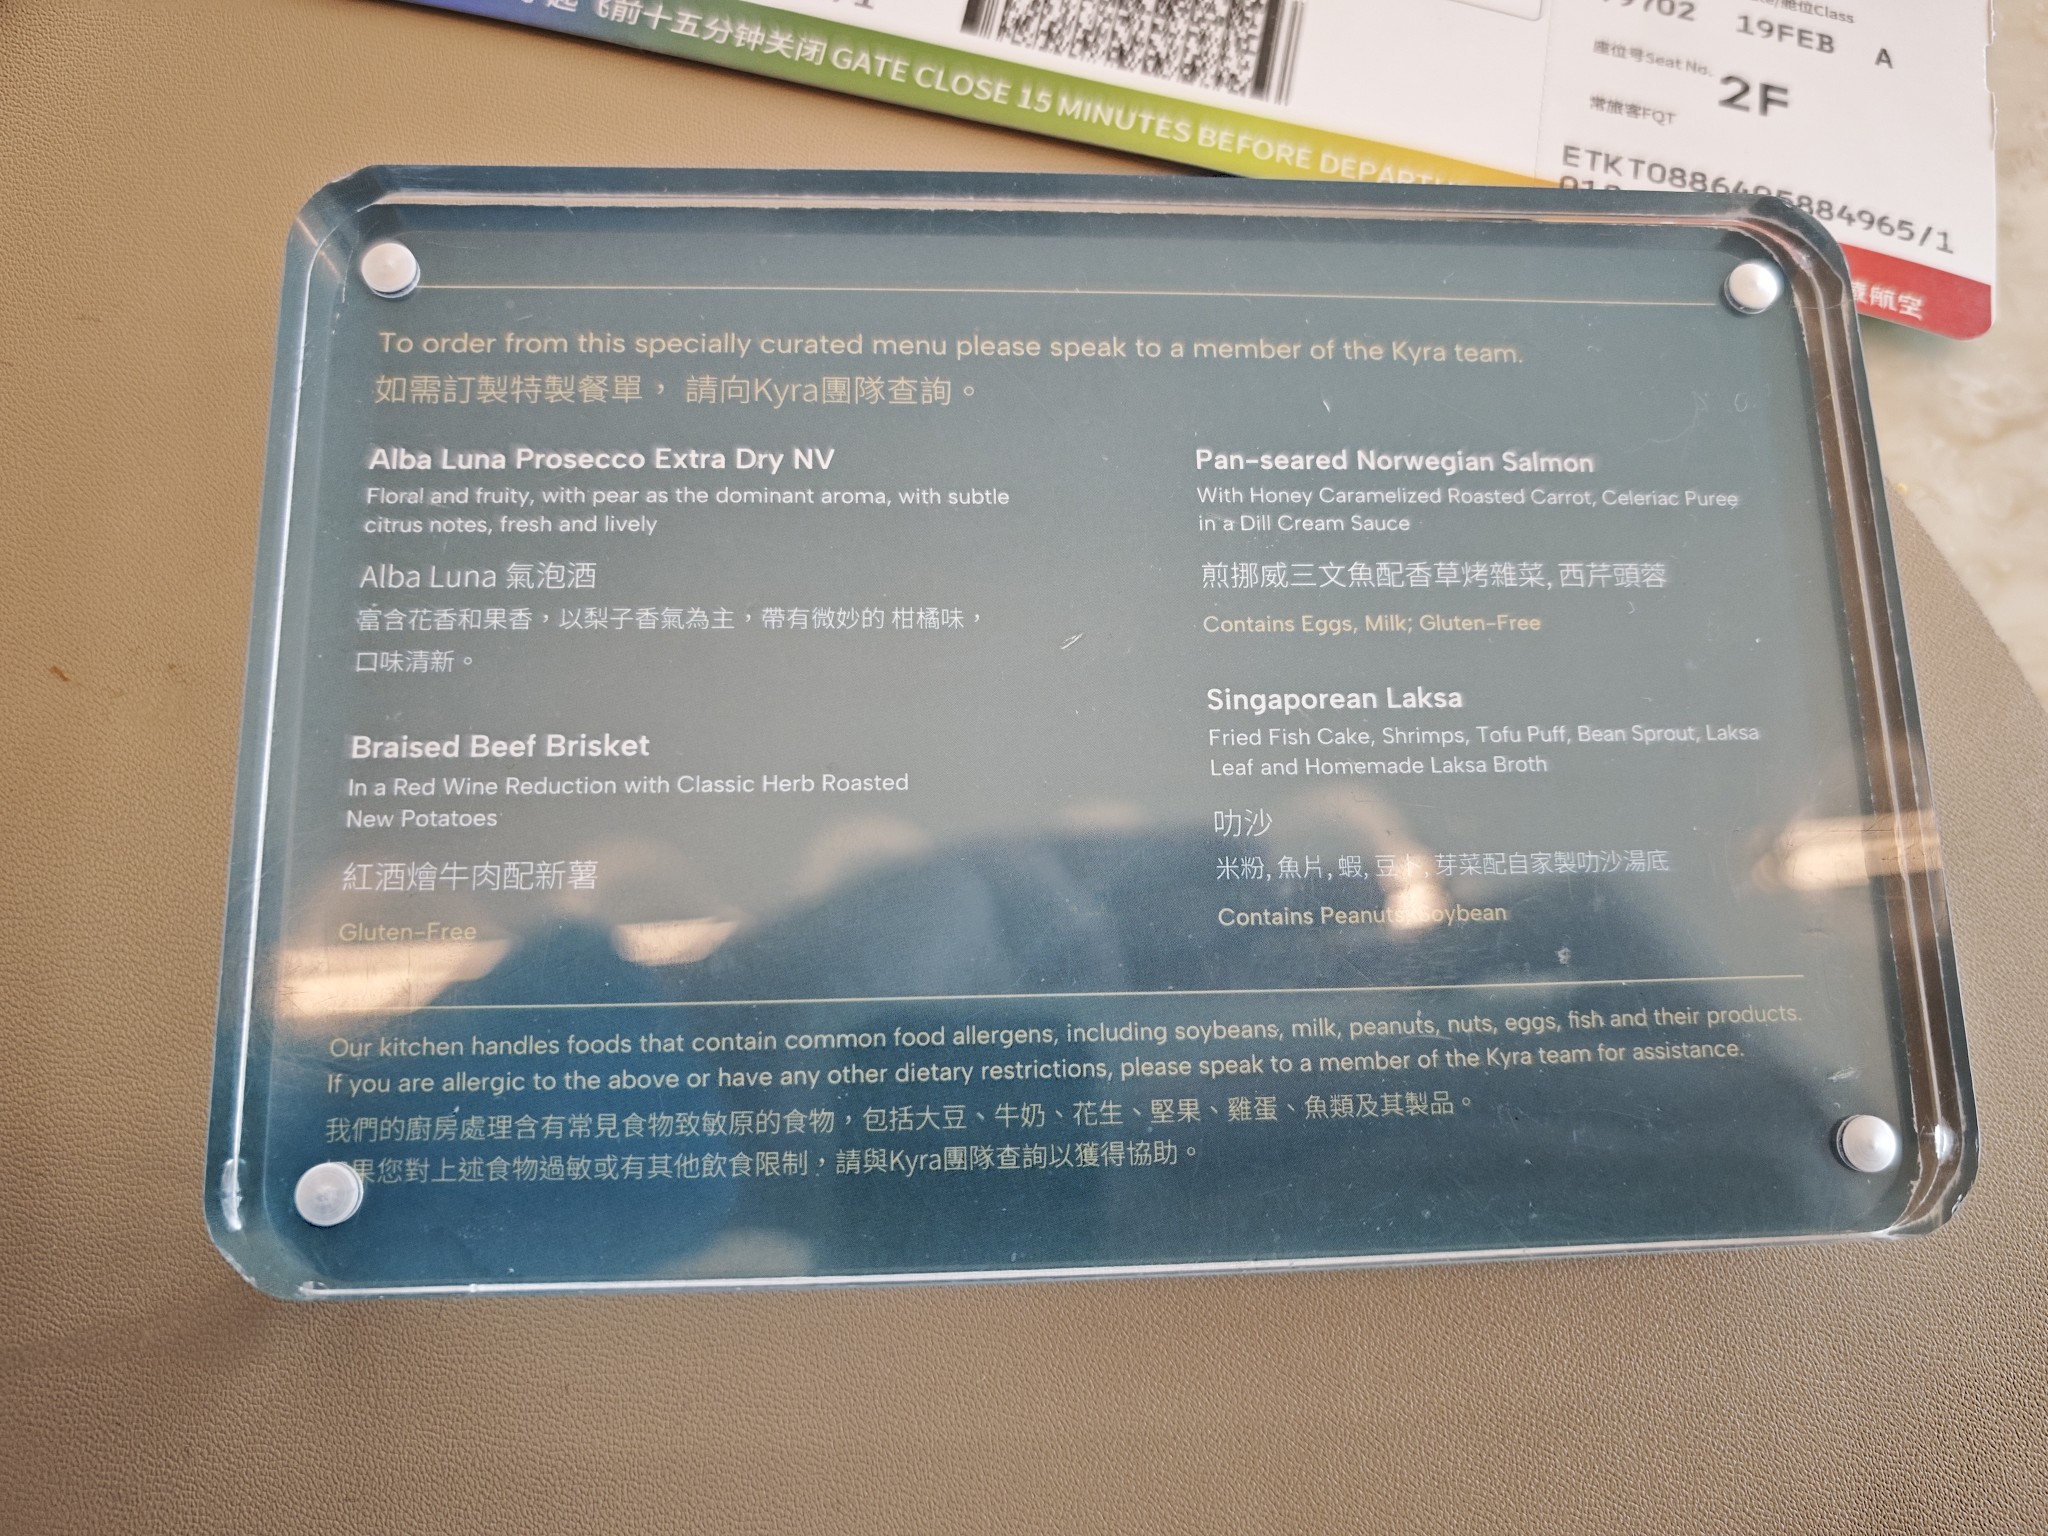 前十五分钟关闭 GATE CLOSE 15 MINUTES BEFORE
舱位Class
19FEB A
座位号Seat No.
2F
常旅客FQT
884965/1
航空
To order from this specially curated menu please speak to a member of the Kyra team.
如需訂製特製餐單， 請向Kyra團隊查詢。
Alba Luna Prosecco Extra Dry NV
Floral and fruity, with pear as the dominant aroma, with subtle
citrus notes, fresh and lively
Alba Luna 氣泡酒
富含花香和果香，以梨子香氣為主，帶有微妙的 柑橘味，
口味清新。
Braised Beef Brisket
In a Red Wine Reduction with Classic Herb Roasted
New Potatoes
紅酒燴牛肉配新薯
Gluten-Free
Pan-seared Norwegian Salmon
With Honey Caramelized Roasted Carrot, Celeriac Puree
in a Dill Cream Sauce
煎挪威三文魚配香草烤雜菜, 西芹頭蓉
Contains Eggs, Milk; Gluten-Free
Singaporean Laksa
Fried Fish Cake, Shrimps, Tofu Puff, Bean Sprout, Laksa
Leaf and Homemade Laksa Broth
叻沙
米粉, 魚片, 蝦, 豆卜, 芽菜配自家製叻沙湯底
Contains Peanuts, Soybean
Our kitchen handles foods that contain common food allergens, including soybeans, milk, peanuts, nuts, eggs, fish and their products.
If you are allergic to the above or have any other dietary restrictions, please speak to a member of the Kyra team for assistance.
我們的廚房處理含有常見食物致敏原的食物，包括大豆、牛奶、花生、堅果、雞蛋、魚類及其製品。
如果您對上述食物過敏或有其他飲食限制，請與Kyra團隊查詢以獲得協助。